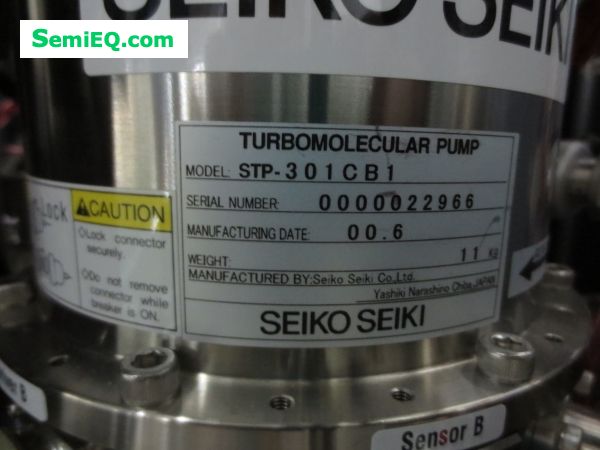 SEIKO SEIKI
SemiEQ.com
TURBOMOLECULAR PUMP
MODEL: STP-301CB1
SERIAL NUMBER: 0000022966
MANUFACTURING DATE: 00.6
WEIGHT: 11 Kg
MANUFACTURED BY: Seiko Seiki Co., Ltd.
Yashiki Narashino Chiba, JAPAN
SEIKO SEIKI
Lock
CAUTION
◇Lock connector
securely.
◇Do not remove
connector while
breaker is ON.
B
Sensor B